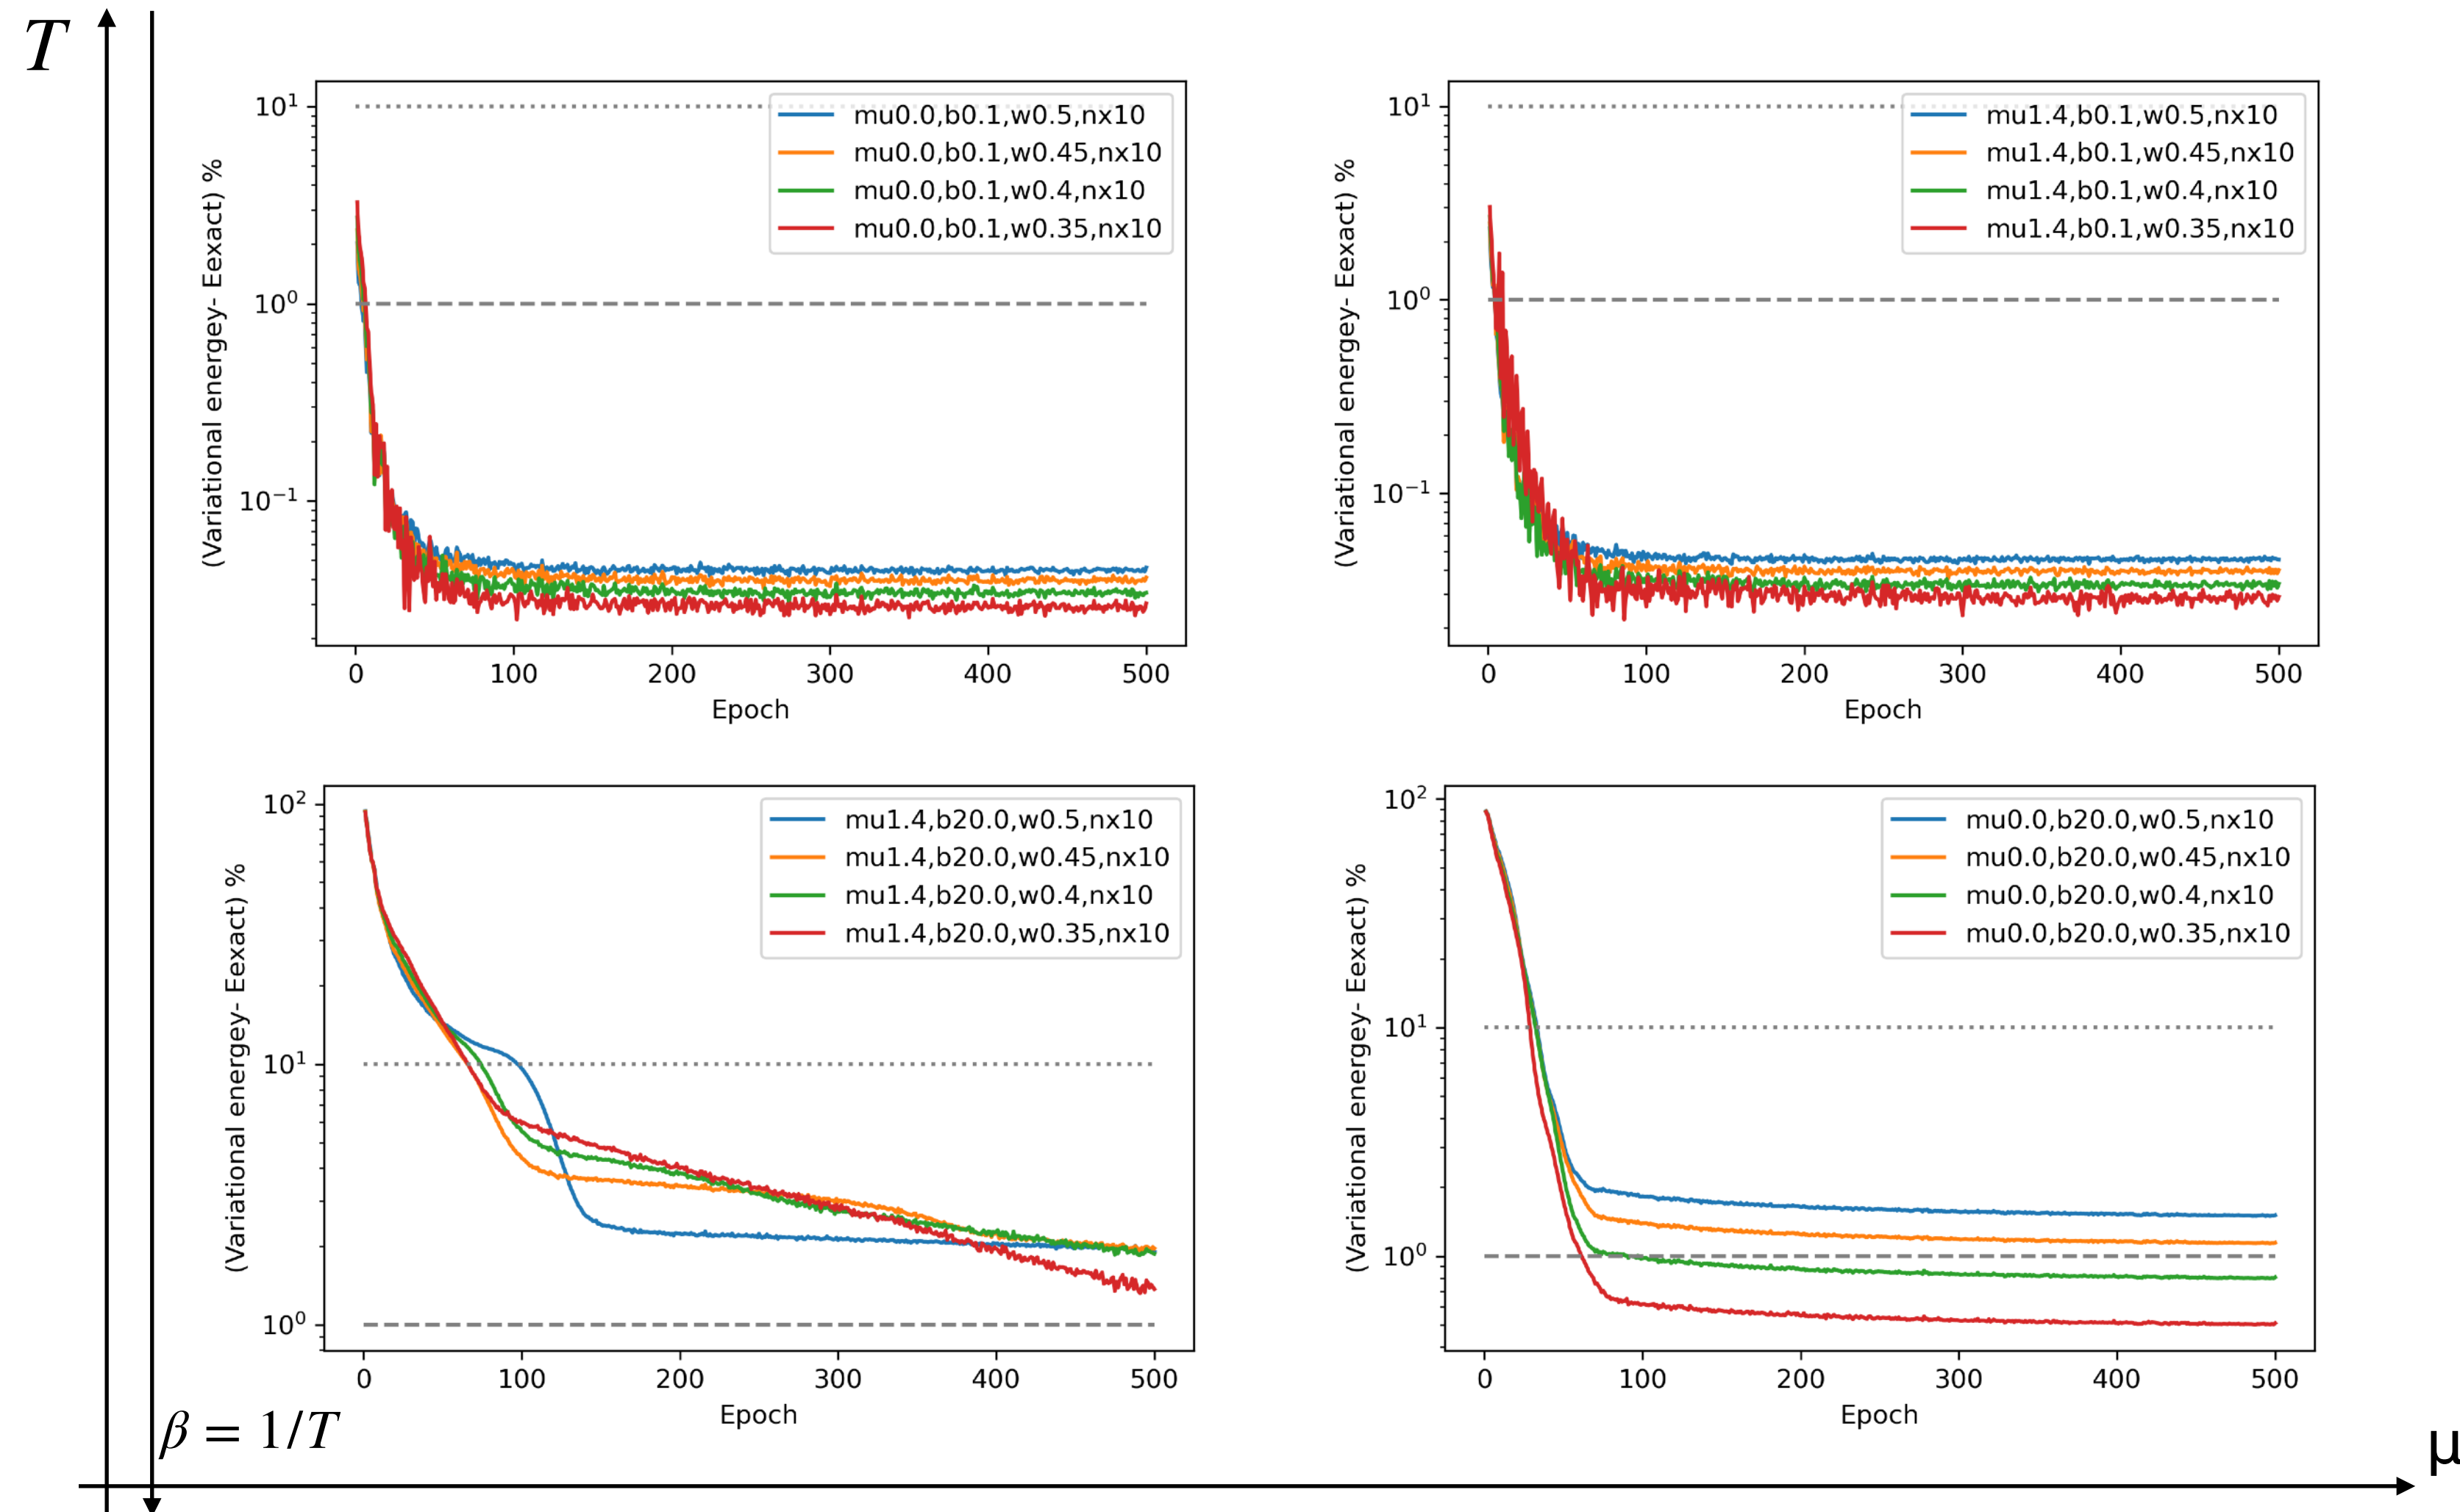 T
10¹
10⁰
10⁻¹
(Variational energey- Eexact) %
mu0.0,b0.1,w0.5,nx10
mu0.0,b0.1,w0.45,nx10
mu0.0,b0.1,w0.4,nx10
mu0.0,b0.1,w0.35,nx10
0 100 200 300 400 500
Epoch
10¹
10⁰
10⁻¹
(Variational energey- Eexact) %
mu1.4,b0.1,w0.5,nx10
mu1.4,b0.1,w0.45,nx10
mu1.4,b0.1,w0.4,nx10
mu1.4,b0.1,w0.35,nx10
0 100 200 300 400 500
Epoch
10²
10¹
10⁰
(Variational energey- Eexact) %
mu1.4,b20.0,w0.5,nx10
mu1.4,b20.0,w0.45,nx10
mu1.4,b20.0,w0.4,nx10
mu1.4,b20.0,w0.35,nx10
0 100 200 300 400 500
Epoch
10²
10¹
10⁰
(Variational energey- Eexact) %
mu0.0,b20.0,w0.5,nx10
mu0.0,b20.0,w0.45,nx10
mu0.0,b20.0,w0.4,nx10
mu0.0,b20.0,w0.35,nx10
0 100 200 300 400 500
Epoch
β = 1/T
μ